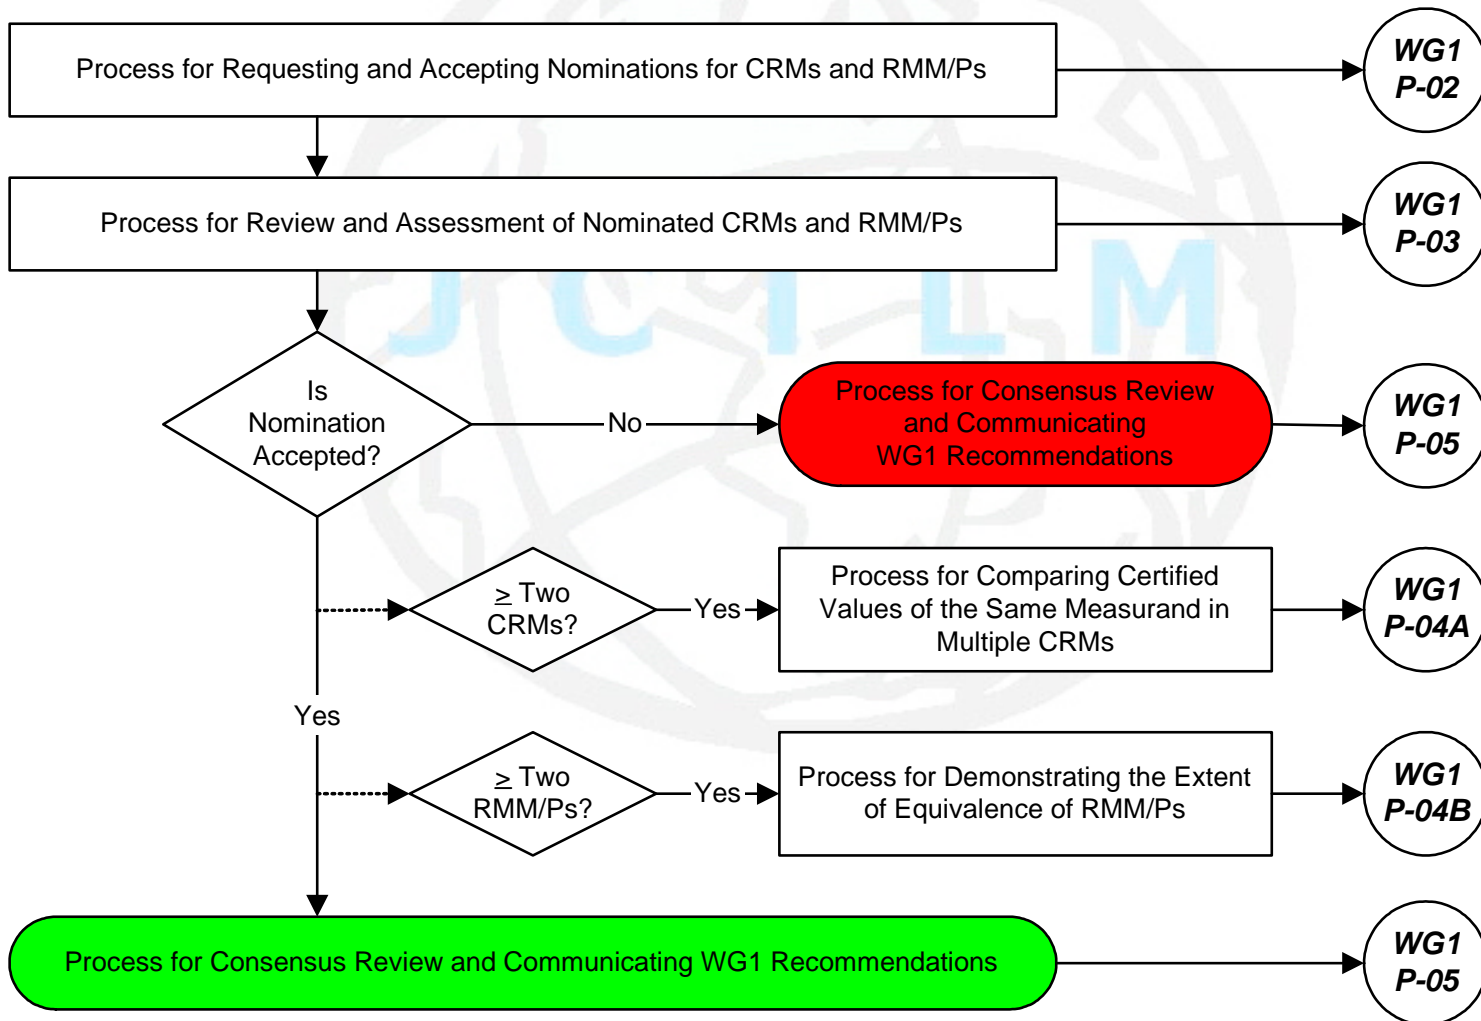 Process for Requesting and Accepting Nominations for CRMs and RMM/Ps
WG1
P-02
Process for Review and Assessment of Nominated CRMs and RMM/Ps
WG1
P-03
J C T L M
Is
Nomination
Accepted?
No
Process for Consensus Review
and Communicating
WG1 Recommendations
WG1
P-05
≥ Two
CRMs?
Yes
Process for Comparing Certified
Values of the Same Measurand in
Multiple CRMs
WG1
P-04A
Yes
≥ Two
RMM/Ps?
Yes
Process for Demonstrating the Extent
of Equivalence of RMM/Ps
WG1
P-04B
Process for Consensus Review and Communicating WG1 Recommendations
WG1
P-05